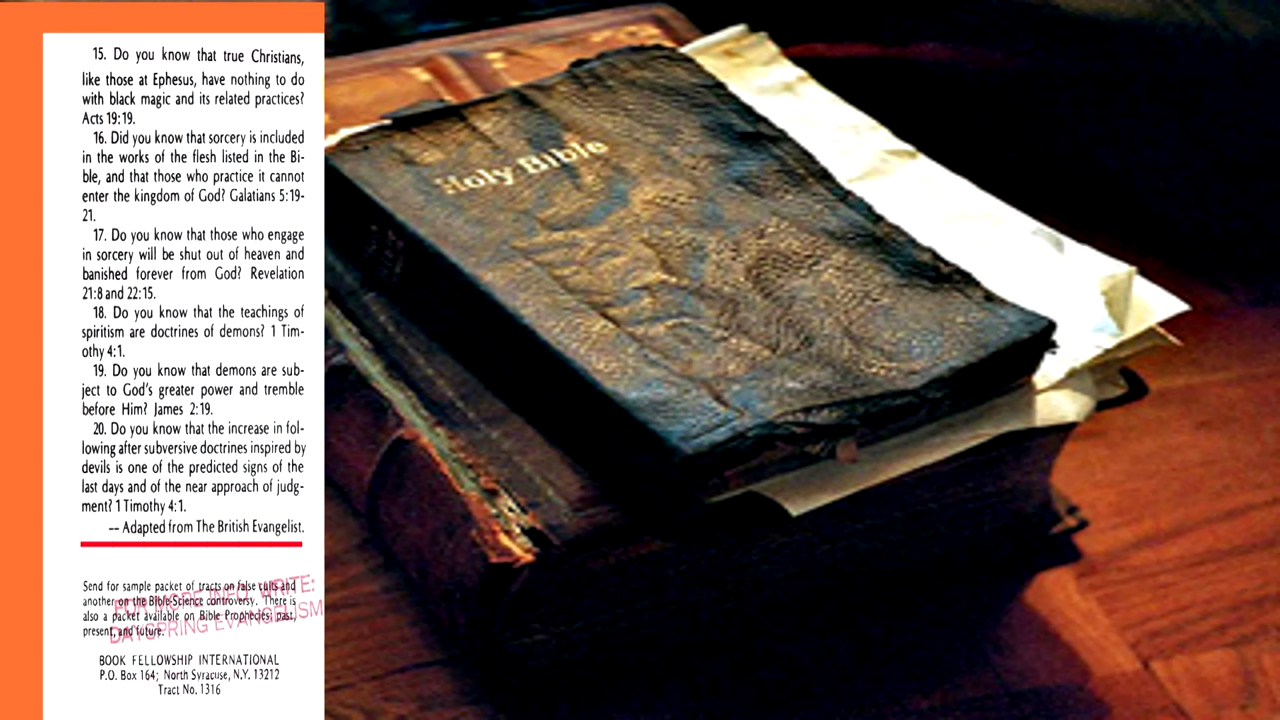 15. Do you know that true Christians,
like those at Ephesus, have nothing to do
with black magic and its related practices?
Acts 19:19.
16. Did you know that sorcery is included
in the works of the flesh listed in the Bi-
ble, and that those who practice it cannot
enter the kingdom of God? Galatians 5:19-
21.
17. Do you know that those who engage
in sorcery will be shut out of heaven and
banished forever from God? Revelation
21:8 and 22:15.
18. Do you know that the teachings of
spiritism are doctrines of demons? 1 Tim-
othy 4:1.
19. Do you know that demons are sub-
ject to God's greater power and tremble
before Him? James 2:19.
20. Do you know that the increase in fol-
lowing after subversive doctrines inspired by
devils is one of the predicted signs of the
last days and of the near approach of judg-
ment? 1 Timothy 4:1.
-- Adapted from The British Evangelist.
Send for sample packet of tracts on false cults and
another on the Bible-Science controversy. There is
also a packet available on Bible Prophecies: past,
present, and future.
FOR MORE INFO. WRITE:
DAYSPRING EVANGELISM
BOOK FELLOWSHIP INTERNATIONAL
P.O. Box 164; North Syracuse, N.Y. 13212
Tract No. 1316
Holy Bible